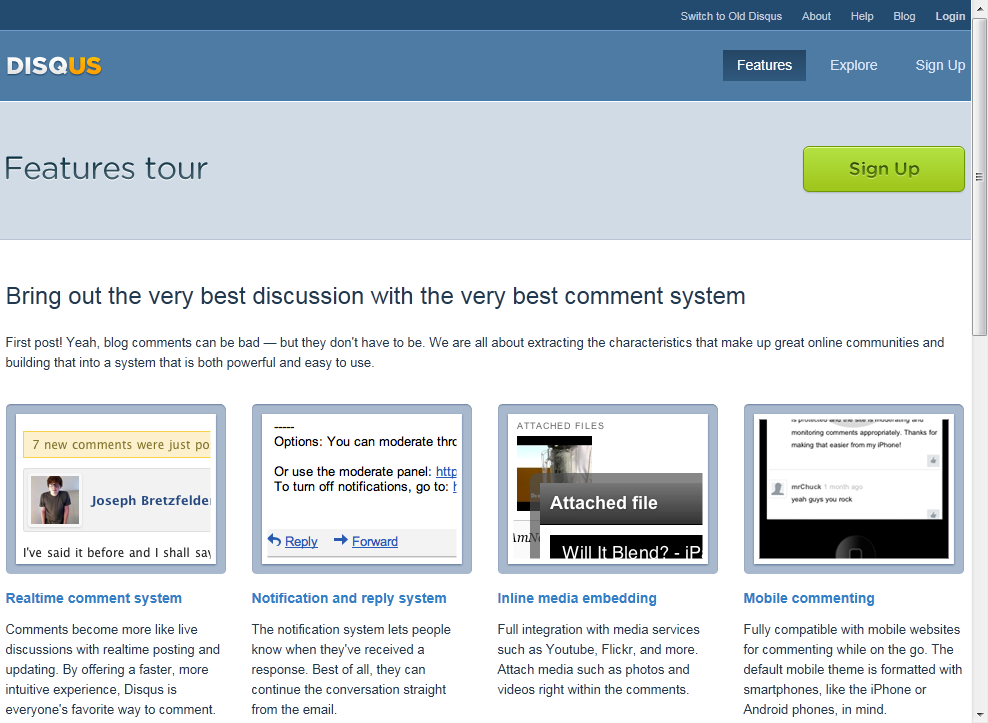 Switch to Old Disqus About Help Blog Login
DISQUS
Features Explore Sign Up
Features tour
Sign Up
Bring out the very best discussion with the very best comment system
First post! Yeah, blog comments can be bad — but they don't have to be. We are all about extracting the characteristics that make up great online communities and
building that into a system that is both powerful and easy to use.
7 new comments were just po
Joseph Bretzfelder
I've said it before and I shall say
-----
Options: You can moderate thro
Or use the moderate panel: http
To turn off notifications, go to: h
Reply Forward
ATTACHED FILES
Attached file
Will It Blend? - iP
monitoring comments appropriately. Thanks for
making that easier from my iPhone!
mrChuck 1 month ago
yeah guys you rock
Realtime comment system
Comments become more like live
discussions with realtime posting and
updating. By offering a faster, more
intuitive experience, Disqus is
everyone's favorite way to comment.
Notification and reply system
The notification system lets people
know when they've received a
response. Best of all, they can
continue the conversation straight
from the email.
Inline media embedding
Full integration with media services
such as Youtube, Flickr, and more.
Attach media such as photos and
videos right within the comments.
Mobile commenting
Fully compatible with mobile websites
for commenting while on the go. The
default mobile theme is formatted with
smartphones, like the iPhone or
Android phones, in mind.